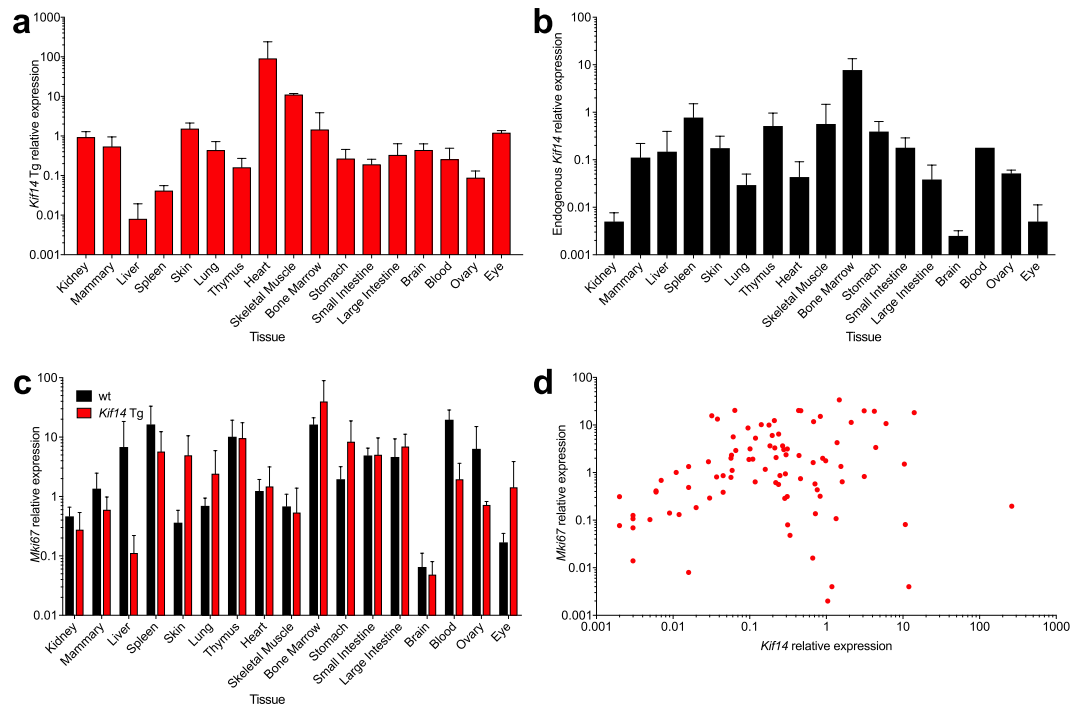 a
Kif14 Tg relative expression
1000
100
10
1
0.1
0.01
0.001
Kidney
Mammary
Liver
Spleen
Skin
Lung
Thymus
Heart
Skeletal Muscle
Bone Marrow
Stomach
Small Intestine
Large Intestine
Brain
Blood
Ovary
Eye
Tissue
b
Endogenous Kif14 relative expression
100
10
1
0.1
0.01
0.001
Kidney
Mammary
Liver
Spleen
Skin
Lung
Thymus
Heart
Skeletal Muscle
Bone Marrow
Stomach
Small Intestine
Large Intestine
Brain
Blood
Ovary
Eye
Tissue
c
Mki67 relative expression
100
10
1
0.1
0.01
wt
Kif14 Tg
Kidney
Mammary
Liver
Spleen
Skin
Lung
Thymus
Heart
Skeletal Muscle
Bone Marrow
Stomach
Small Intestine
Large Intestine
Brain
Blood
Ovary
Eye
Tissue
d
Mki67 relative expression
100
10
1
0.1
0.01
0.001
0.001
0.01
0.1
1
10
100
1000
Kif14 relative expression